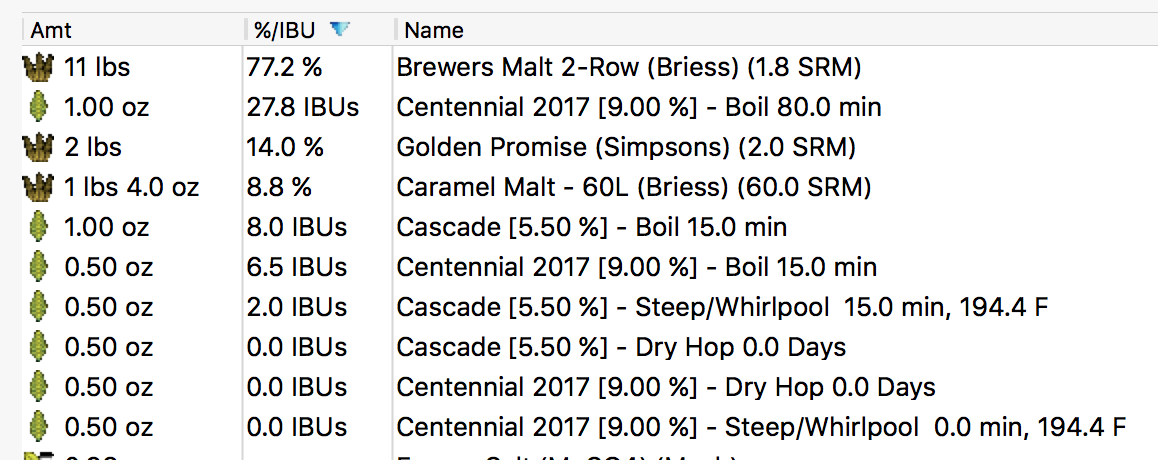 Amt %/IBU Name
11 lbs 77.2 % Brewers Malt 2-Row (Briess) (1.8 SRM)
1.00 oz 27.8 IBUs Centennial 2017 [9.00 %] - Boil 80.0 min
2 lbs 14.0 % Golden Promise (Simpsons) (2.0 SRM)
1 lbs 4.0 oz 8.8 % Caramel Malt - 60L (Briess) (60.0 SRM)
1.00 oz 8.0 IBUs Cascade [5.50 %] - Boil 15.0 min
0.50 oz 6.5 IBUs Centennial 2017 [9.00 %] - Boil 15.0 min
0.50 oz 2.0 IBUs Cascade [5.50 %] - Steep/Whirlpool 15.0 min, 194.4 F
0.50 oz 0.0 IBUs Cascade [5.50 %] - Dry Hop 0.0 Days
0.50 oz 0.0 IBUs Centennial 2017 [9.00 %] - Dry Hop 0.0 Days
0.50 oz 0.0 IBUs Centennial 2017 [9.00 %] - Steep/Whirlpool 0.0 min, 194.4 F